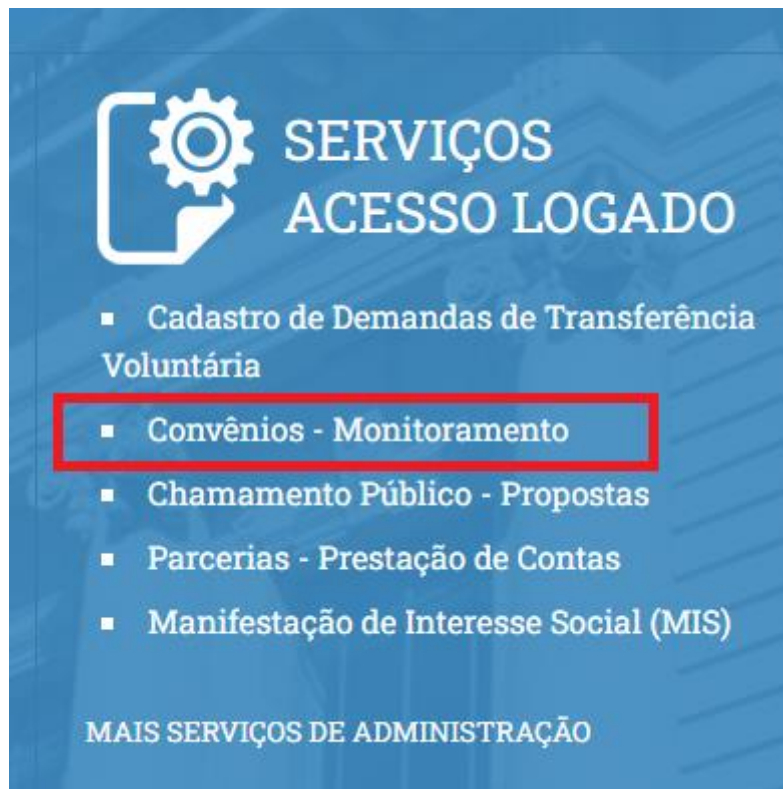 SERVIÇOS
ACESSO LOGADO
▪ Cadastro de Demandas de Transferência
Voluntária
▪ Convênios - Monitoramento
▪ Chamamento Público - Propostas
▪ Parcerias - Prestação de Contas
▪ Manifestação de Interesse Social (MIS)
MAIS SERVIÇOS DE ADMINISTRAÇÃO